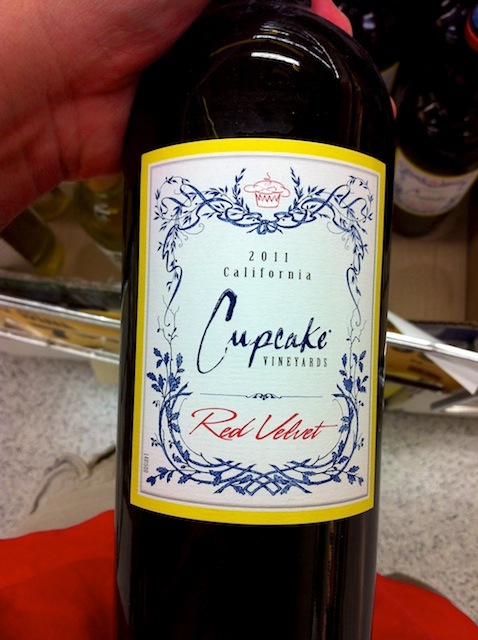 2011
California
Cupcake
VINEYARDS
Red Velvet